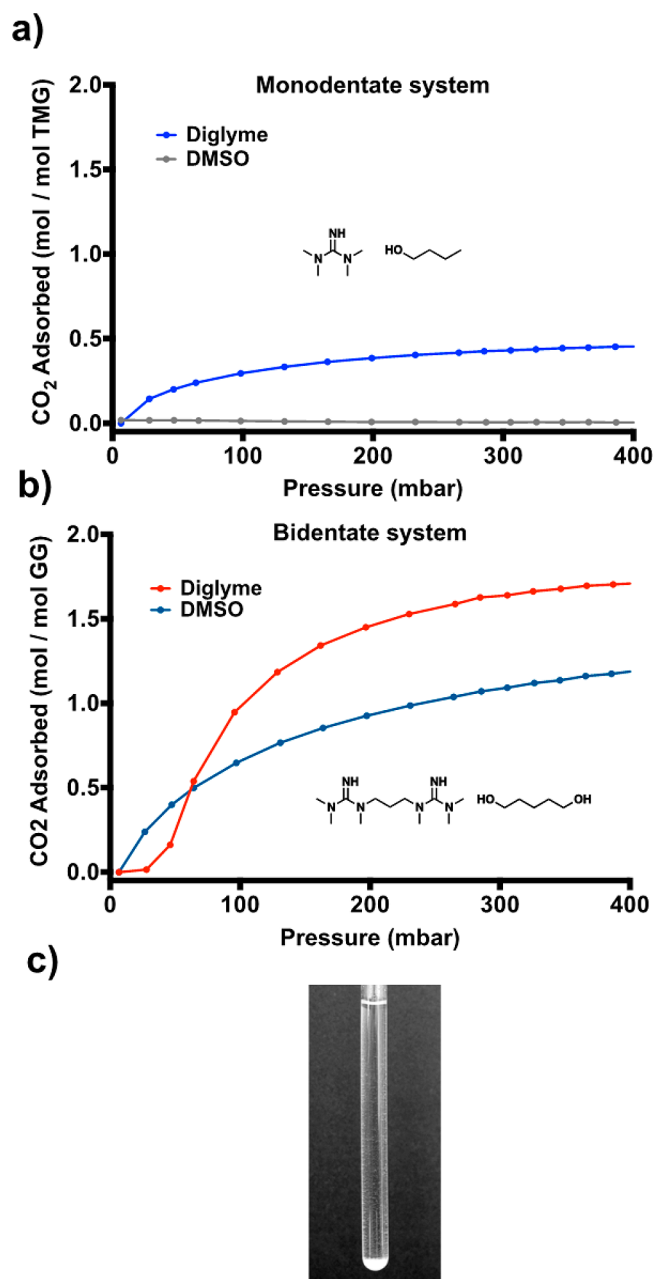 a)
Monodentate system
CO2 Adsorbed (mol / mol TMG)
2.0
1.5
1.0
0.5
0.0
Diglyme
DMSO
NH
N N
HO
0 100 200 300 400
Pressure (mbar)
b)
Bidentate system
CO2 Adsorbed (mol / mol GG)
2.0
1.5
1.0
0.5
0.0
Diglyme
DMSO
NH NH
N N N N
HO OH
0 100 200 300 400
Pressure (mbar)
c)